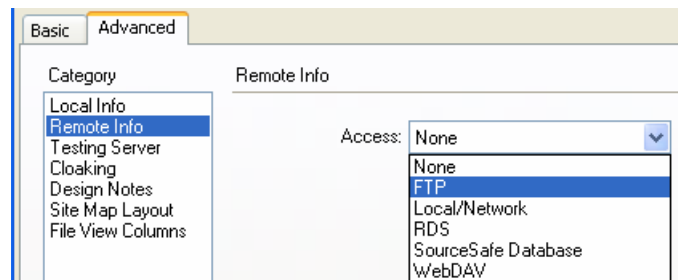 Basic Advanced
Category
Remote Info
Local Info
Remote Info
Testing Server
Cloaking
Design Notes
Site Map Layout
File View Columns
Access: None
None
FTP
Local/Network
RDS
SourceSafe Database
WebDAV